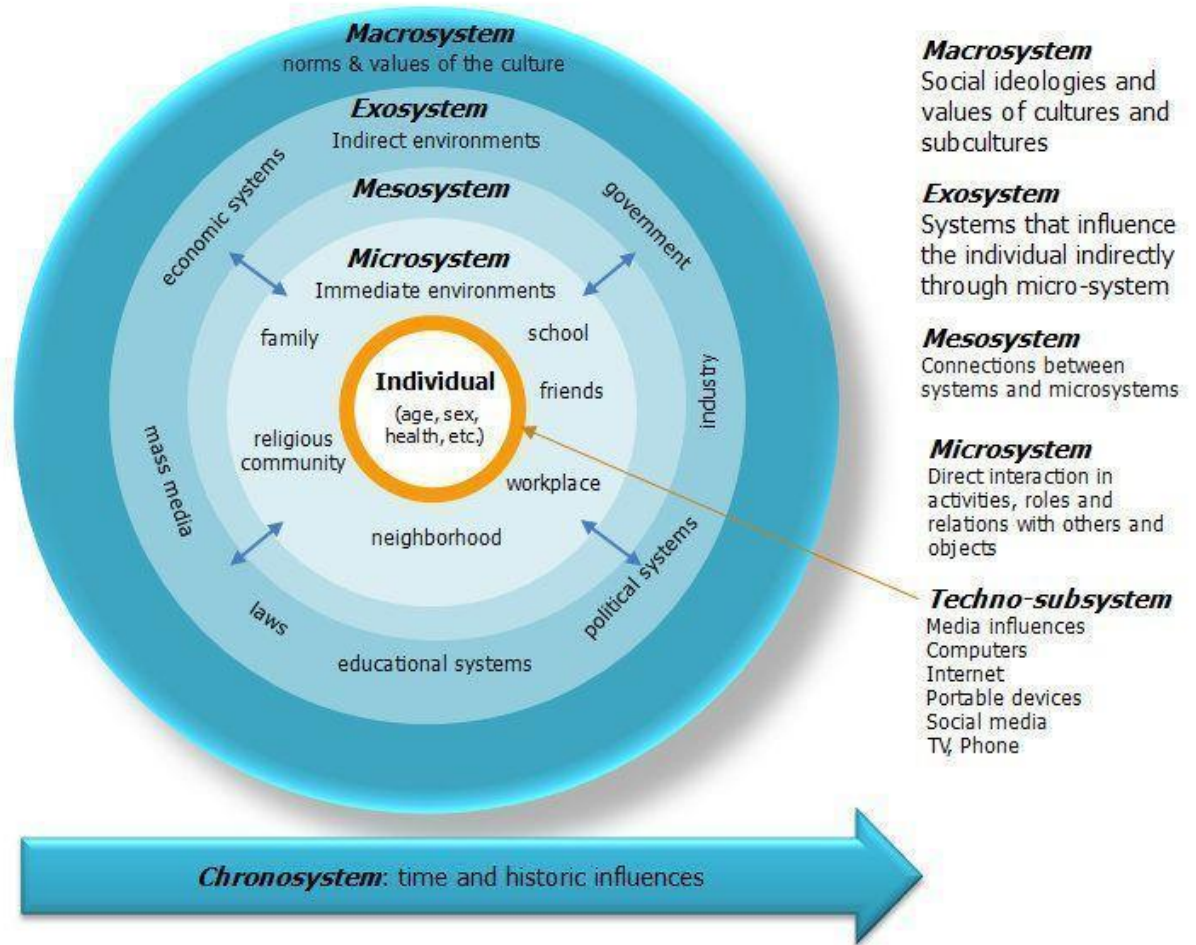 Macrosystem
norms & values of the culture
Exosystem
Indirect environments
Mesosystem
Microsystem
Immediate environments
economic systems
government
family
school
Individual
(age, sex,
health, etc.)
friends
industry
religious
community
mass media
workplace
neighborhood
political systems
laws
educational systems
Macrosystem
Social ideologies and
values of cultures and
subcultures
Exosystem
Systems that influence
the individual indirectly
through micro-system
Mesosystem
Connections between
systems and microsystems
Microsystem
Direct interaction in
activities, roles and
relations with others and
objects
Techno-subsystem
Media influences
Computers
Internet
Portable devices
Social media
TV, Phone
Chronosystem: time and historic influences